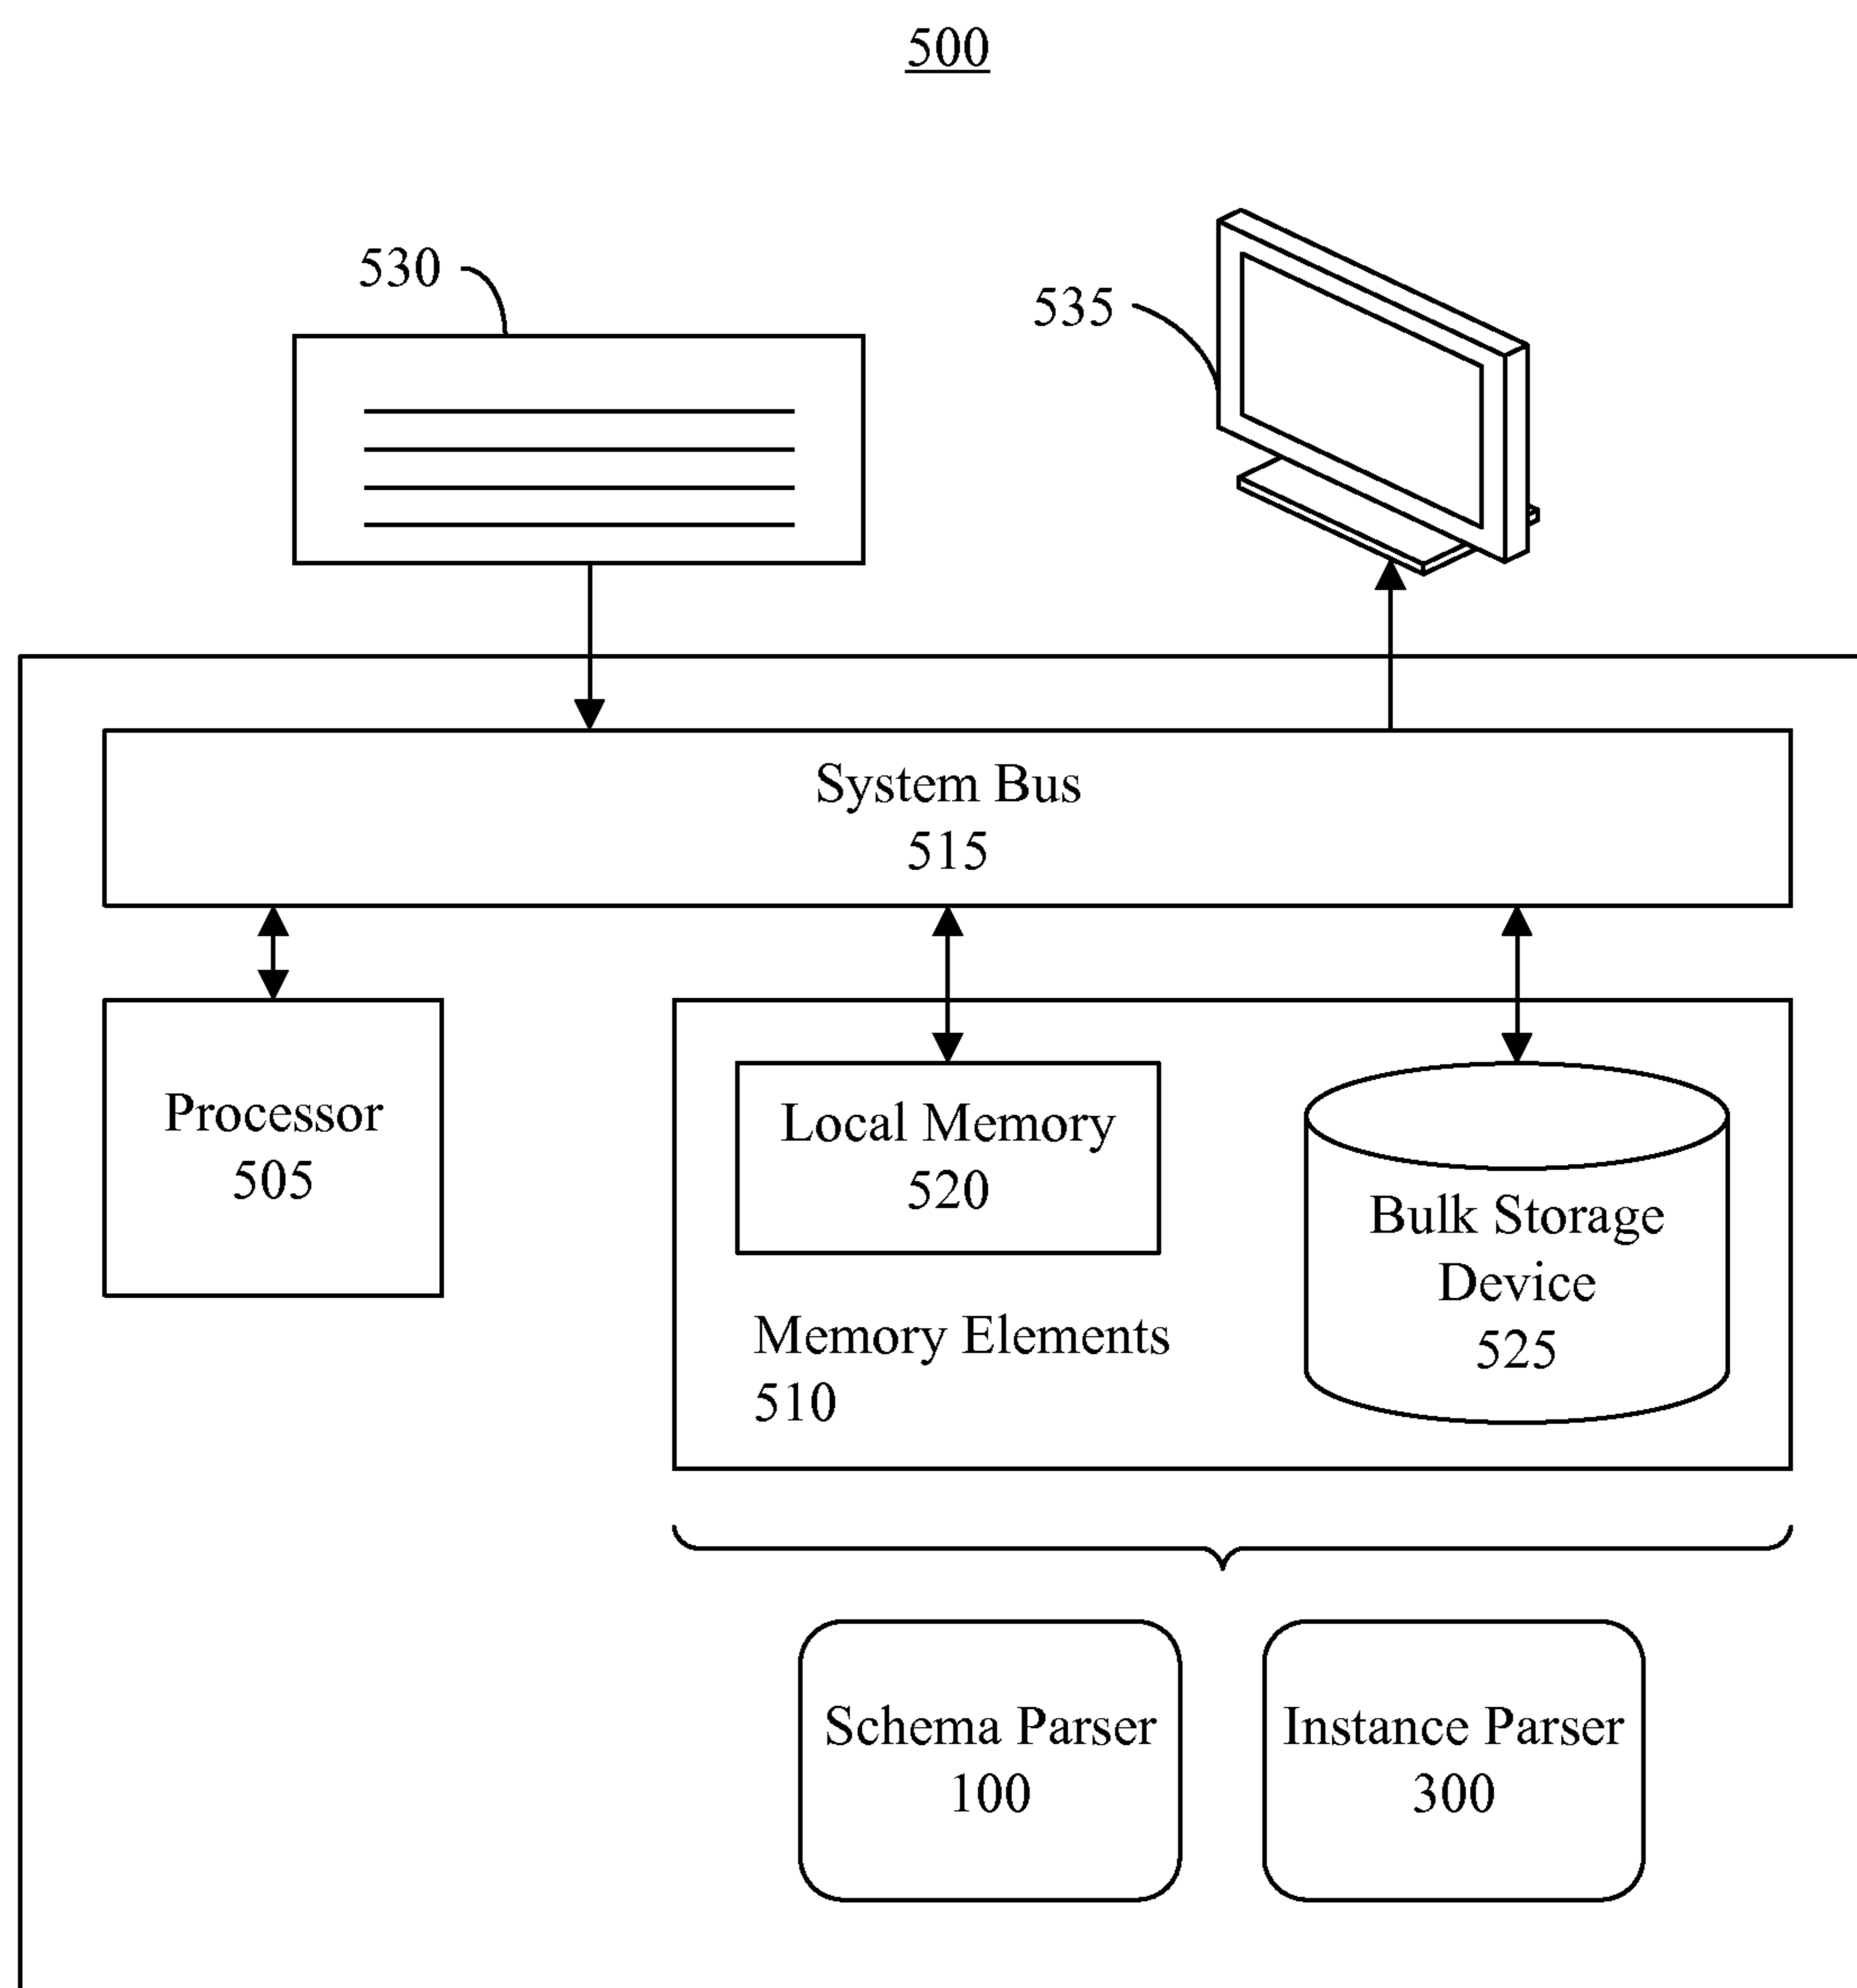 500
530
535
System Bus
515
Processor
505
Local Memory
520
Memory Elements
510
Bulk Storage
Device
525
Schema Parser
100
Instance Parser
300